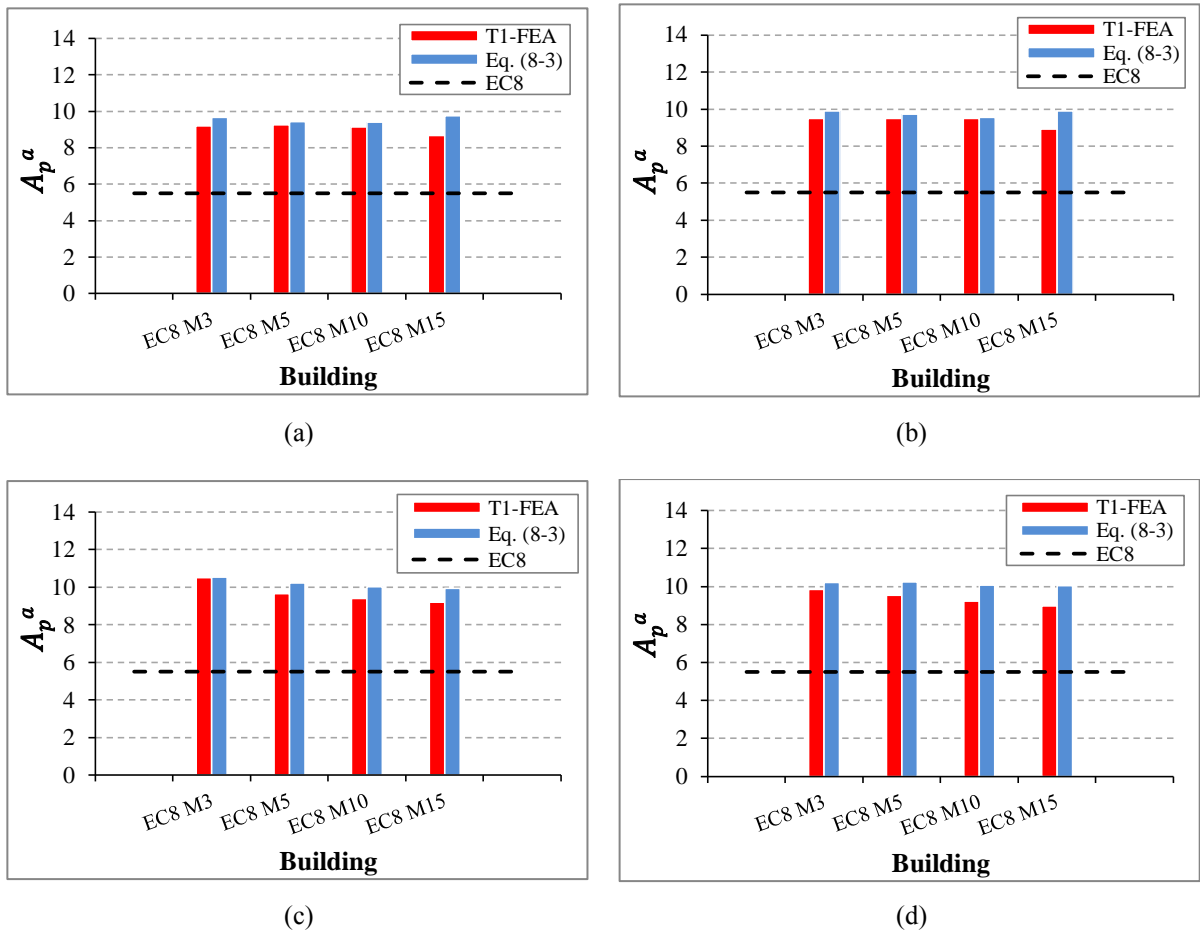 14
12
10
8
6
4
2
0
A_p^a
T1-FEA
Eq. (8-3)
EC8
EC8 M3
EC8 M5
EC8 M10
EC8 M15
Building
(a)
14
12
10
8
6
4
2
0
A_p^a
T1-FEA
Eq. (8-3)
EC8
EC8 M3
EC8 M5
EC8 M10
EC8 M15
Building
(b)
14
12
10
8
6
4
2
0
A_p^a
T1-FEA
Eq. (8-3)
EC8
EC8 M3
EC8 M5
EC8 M10
EC8 M15
Building
(c)
14
12
10
8
6
4
2
0
A_p^a
T1-FEA
Eq. (8-3)
EC8
EC8 M3
EC8 M5
EC8 M10
EC8 M15
Building
(d)